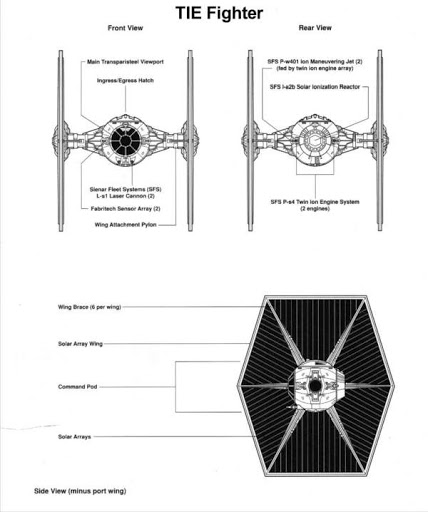 TIE Fighter
Front View
Rear View
Main Transparisteel Viewport
Ingress/Egress Hatch
SFS P-w401 Ion Maneuvering Jet (2)
(fed by twin ion engine array)
SFS I-a2b Solar Ionization Reactor
Sienar Fleet Systems (SFS)
L-s1 Laser Cannon (2)
Fabritech Sensor Array (2)
Wing Attachment Pylon
SFS P-s4 Twin Ion Engine System
(2 engines)
Wing Brace (6 per wing)
Solar Array Wing
Command Pod
Solar Arrays
Side View (minus port wing)